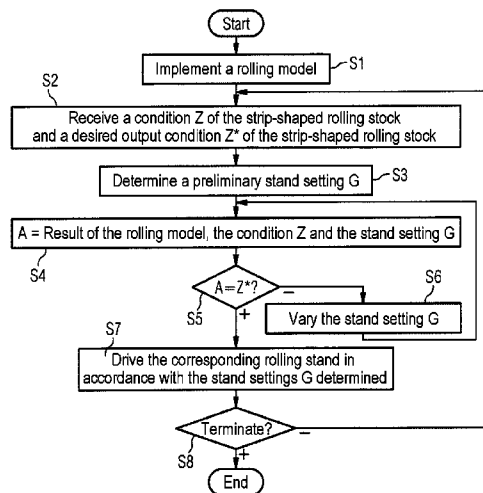 Start
Implement a rolling model
S1
S2
Receive a condition Z of the strip-shaped rolling stock
and a desired output condition Z* of the strip-shaped rolling stock
Determine a preliminary stand setting G
S3
A = Result of the rolling model, the condition Z and the stand setting G
S4
A=Z*?
−
S5
+
S6
Vary the stand setting G
S7
Drive the corresponding rolling stand in
accordance with the stand settings G determined
Terminate?
−
S8
+
End